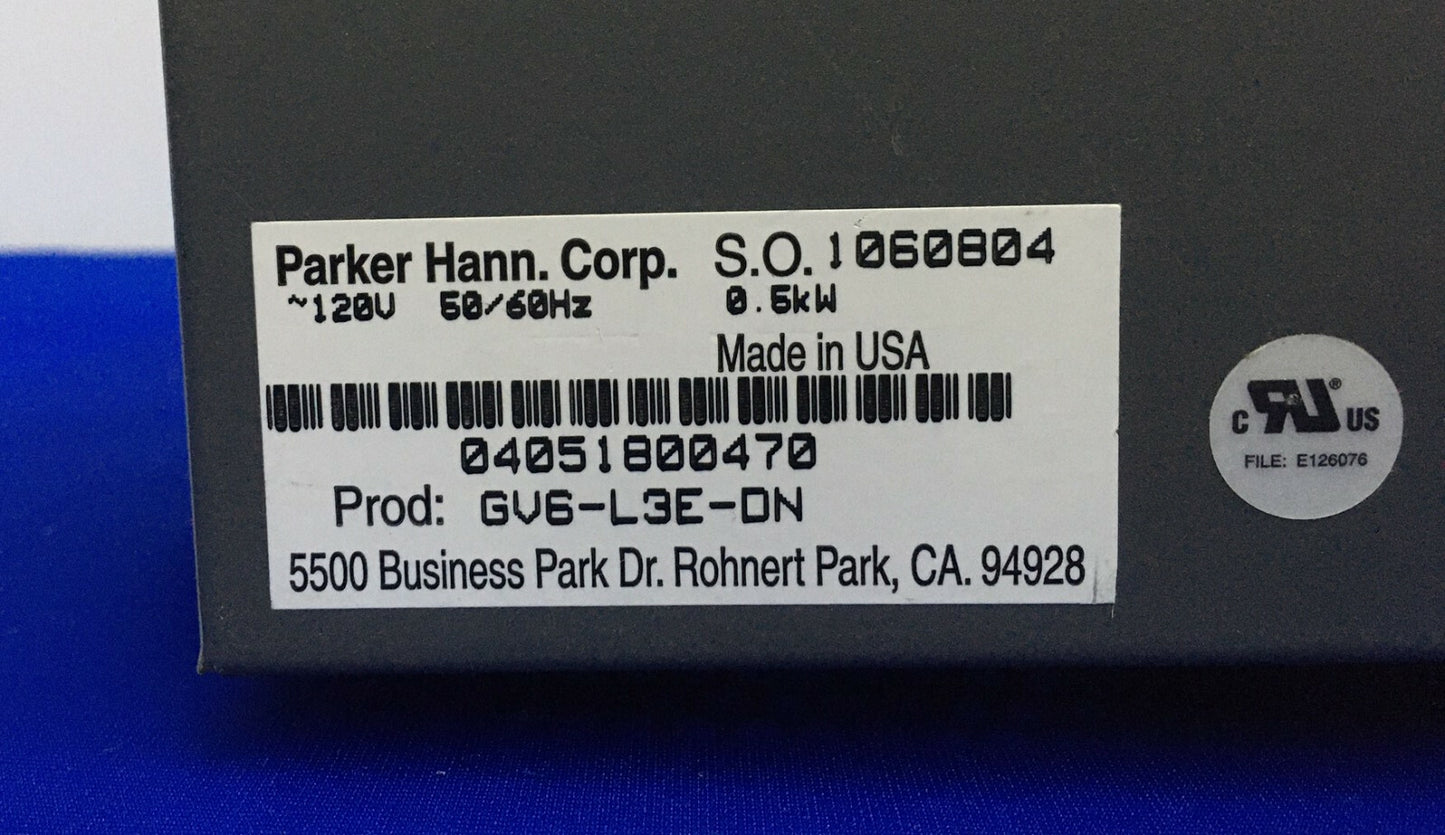 Parker Hann. Corp. S.O. 1060804
~120V 50/60Hz 0.5kW
Made in USA
04051800470
Prod: GV6-L3E-DN
5500 Business Park Dr. Rohnert Park, CA. 94928
C RU® US
FILE: E126076